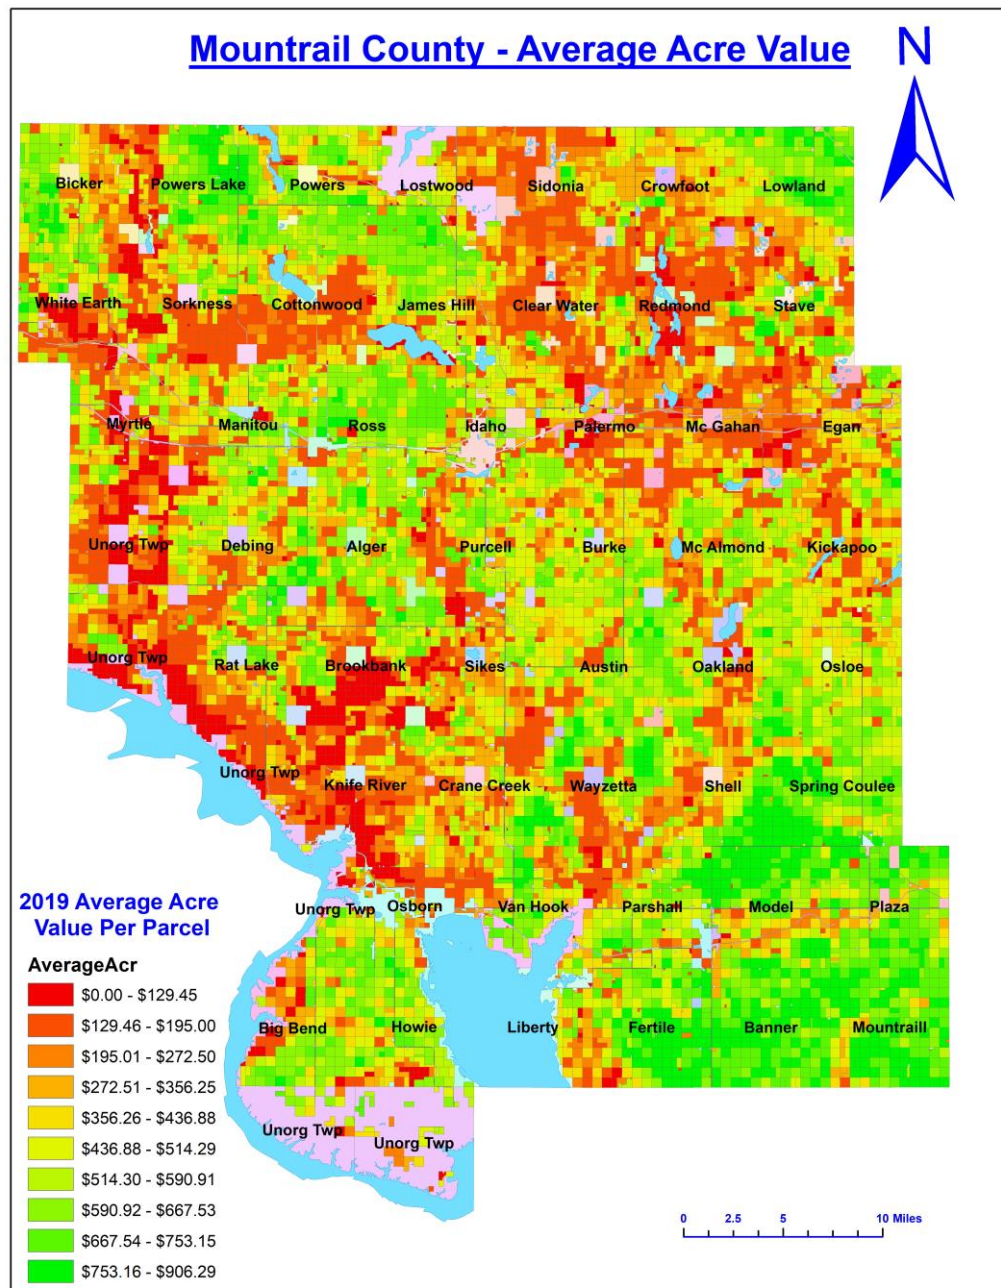 Mountrail County - Average Acre Value
N
Bicker
Powers Lake
Powers
Lostwood
Sidonia
Crowfoot
Lowland
White Earth
Sorkness
Cottonwood
James Hill
Clear Water
Redmond
Stave
Myrtle
Manitou
Ross
Idaho
Palermo
Mc Gahan
Egan
Unorg Twp
Debing
Alger
Purcell
Burke
Mc Almond
Kickapoo
Unorg Twp
Rat Lake
Brookbank
Sikes
Austin
Oakland
Osloe
Unorg Twp
Knife River
Crane Creek
Wayzetta
Shell
Spring Coulee
Unorg Twp
Osborn
Van Hook
Parshall
Model
Plaza
Big Bend
Howie
Liberty
Fertile
Banner
Mountraill
Unorg Twp
Unorg Twp
2019 Average Acre
Value Per Parcel
AverageAcr
$0.00 - $129.45
$129.46 - $195.00
$195.01 - $272.50
$272.51 - $356.25
$356.26 - $436.88
$436.88 - $514.29
$514.30 - $590.91
$590.92 - $667.53
$667.54 - $753.15
$753.16 - $906.29
0 2.5 5 10 Miles